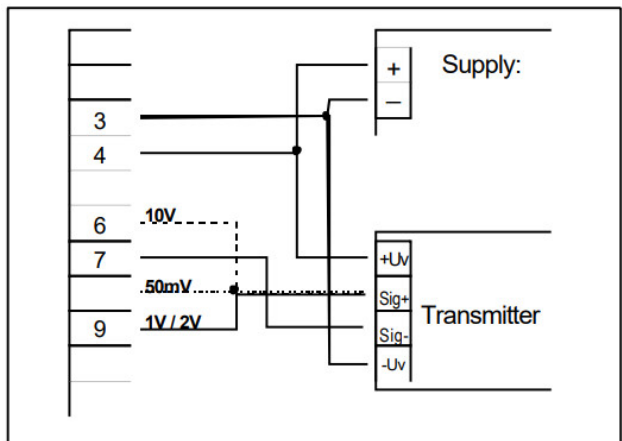 + Supply:
–
3
4
6 10V
7
+Uv
50mV
Sig+
Transmitter
9 1V / 2V
Sig-
-Uv